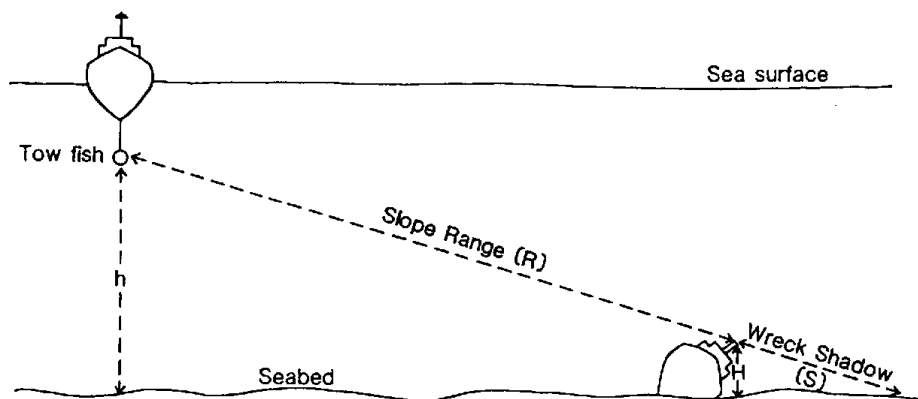 Sea surface
Tow fish
Slope Range (R)
h
Wreck Shadow
(S)
H
Seabed